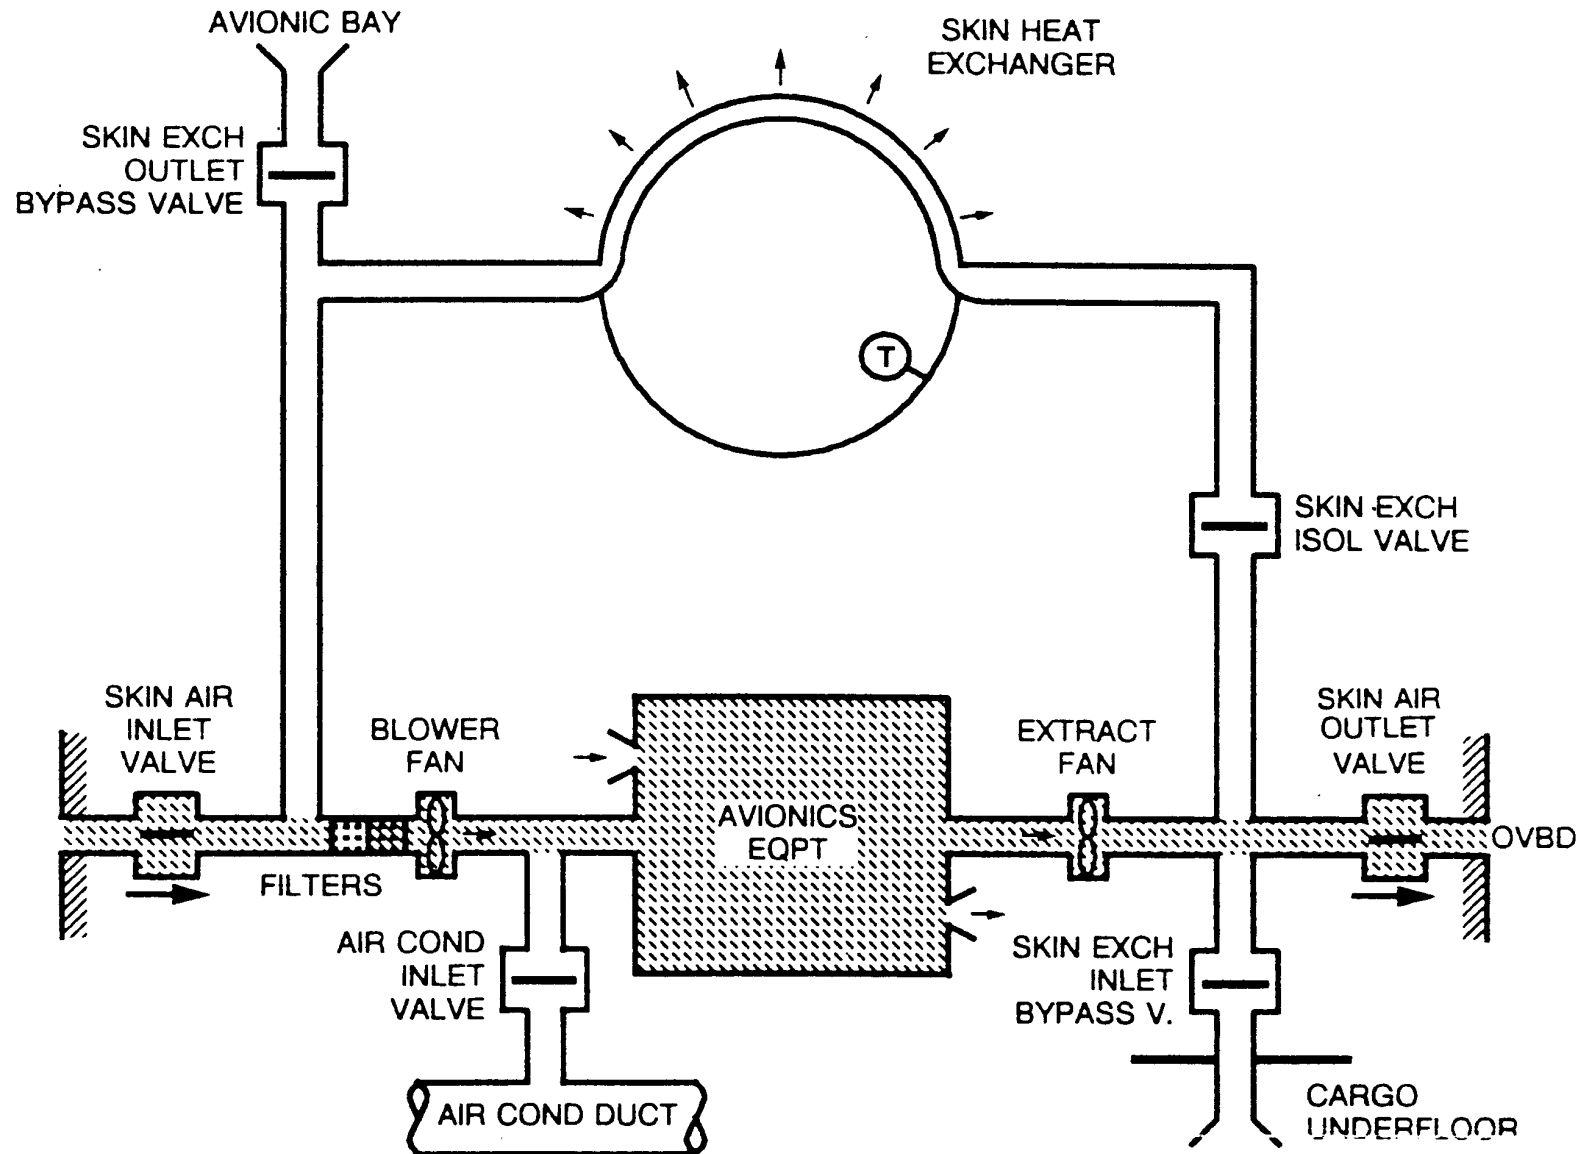 AVIONIC BAY
SKIN HEAT
EXCHANGER
SKIN EXCH
OUTLET
BYPASS VALVE
T
SKIN EXCH
ISOL VALVE
SKIN AIR
INLET
VALVE
BLOWER
FAN
EXTRACT
FAN
SKIN AIR
OUTLET
VALVE
AVIONICS
EQPT
OVBD
FILTERS
AIR COND
INLET
VALVE
SKIN EXCH
INLET
BYPASS V.
AIR COND DUCT
CARGO
UNDERFLOOR